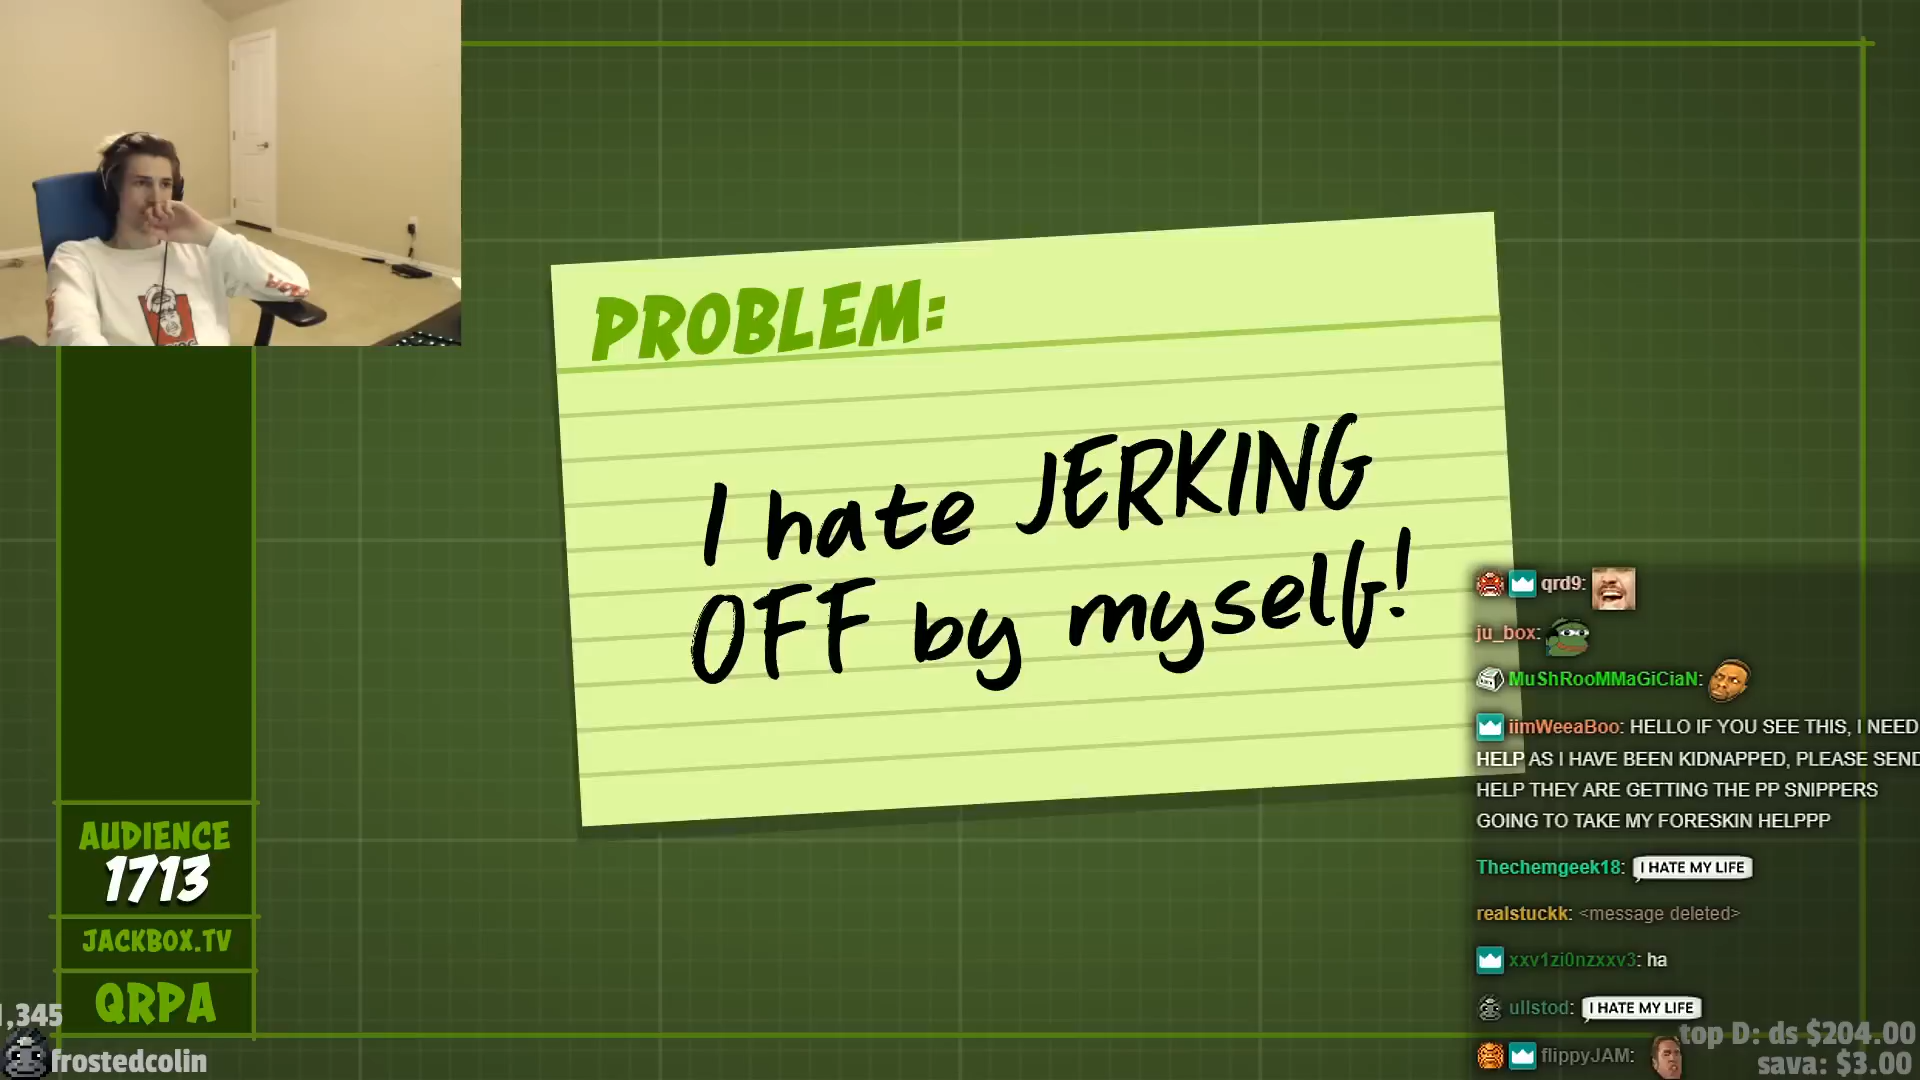 PROBLEM:
I hate JERKING
OFF by myself!
AUDIENCE
1713
JACKBOX.TV
QRPA
1,345
frostedcolin
qrd9:
ju_box:
MuShRooMMaGiCiaN:
iimWeeaBoo: HELLO IF YOU SEE THIS, I NEED
HELP AS I HAVE BEEN KIDNAPPED, PLEASE SEND
HELP THEY ARE GETTING THE PP SNIPPERS
GOING TO TAKE MY FORESKIN HELPPP
Thechemgeek18: I HATE MY LIFE
realstuckk: <message deleted>
xxv1zi0nzxxv3: ha
ullstod: I HATE MY LIFE
flippyJAM:
top D: ds $204.00
sava: $3.00